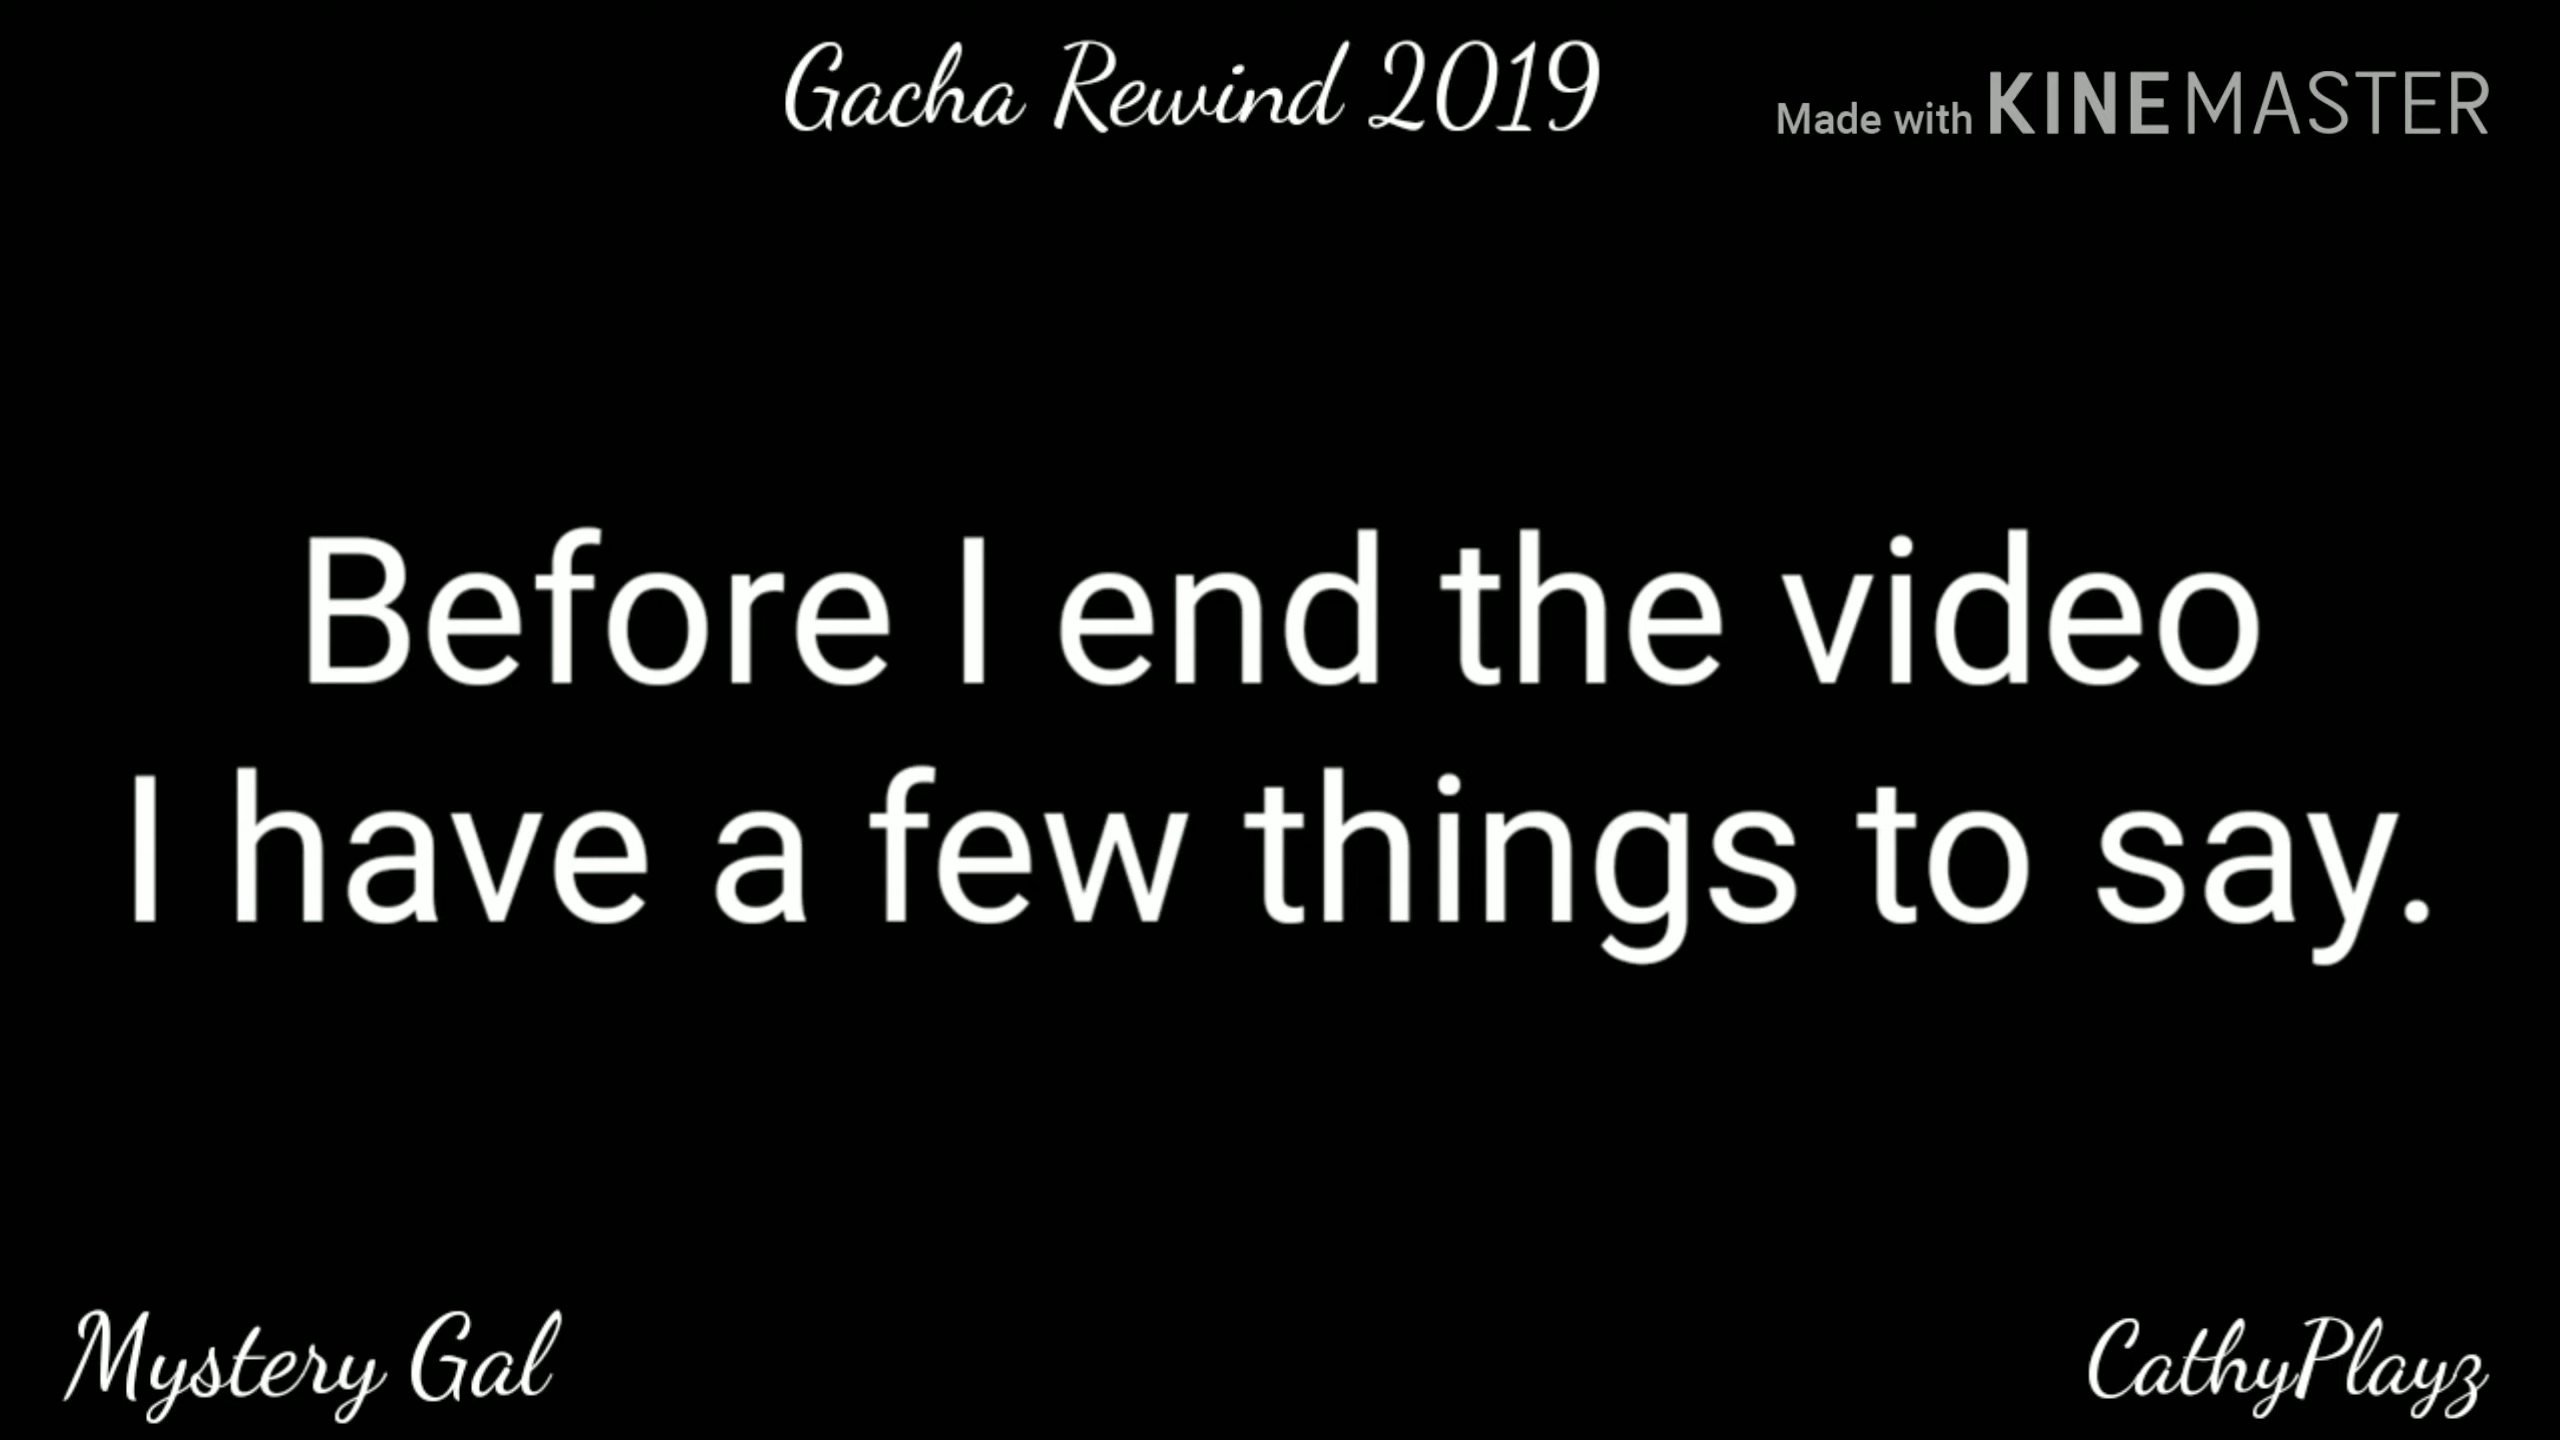 Gacha Rewind 2019
Made with KINEMASTER
Before I end the video
I have a few things to say.
Mystery Gal
CathyPlayz